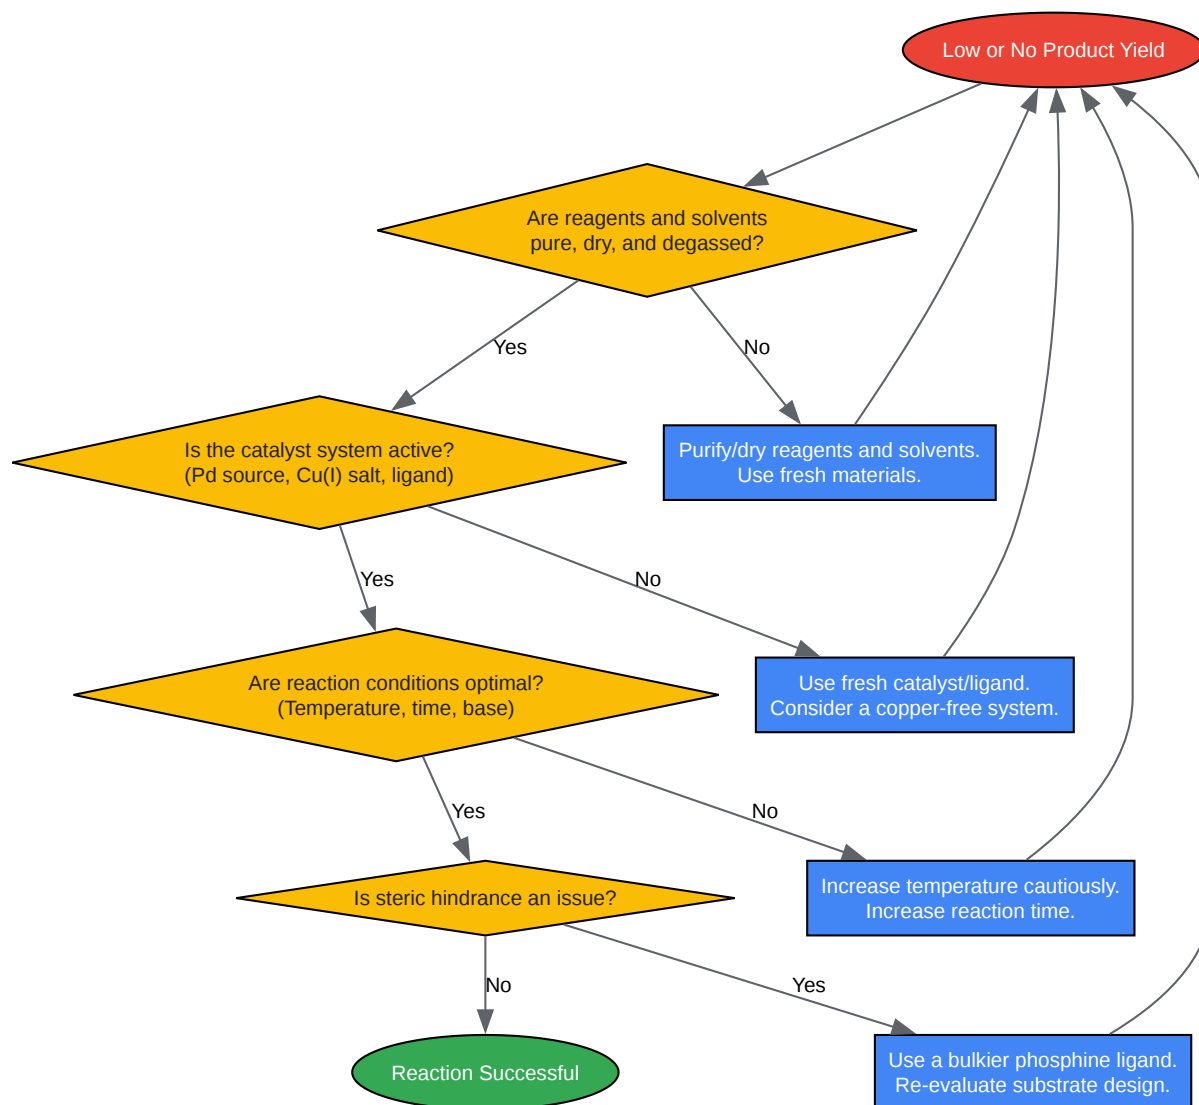 Low or No Product Yield
Are reagents and solvents
pure, dry, and degassed?
Yes
No
Is the catalyst system active?
(Pd source, Cu(I) salt, ligand)
Purify/dry reagents and solvents.
Use fresh materials.
Yes
No
Are reaction conditions optimal?
(Temperature, time, base)
Use fresh catalyst/ligand.
Consider a copper-free system.
Yes
No
Is steric hindrance an issue?
Increase temperature cautiously.
Increase reaction time.
No
Yes
Reaction Successful
Use a bulkier phosphine ligand.
Re-evaluate substrate design.